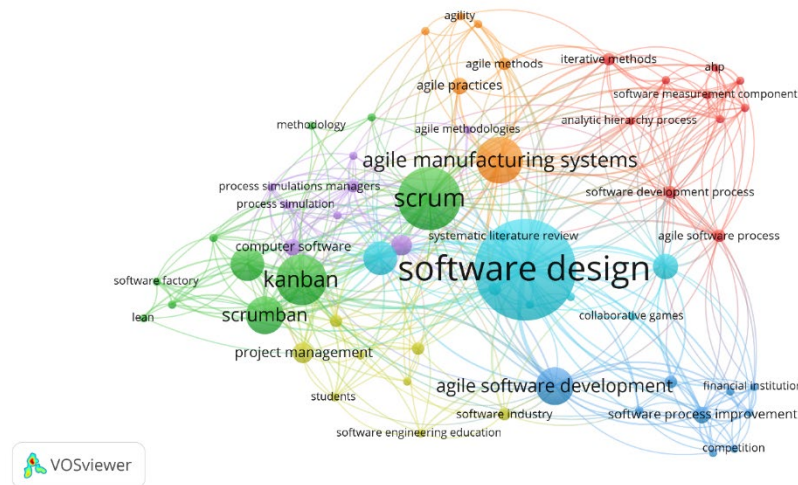 agility
agile methods
iterative methods
ahp
agile practices
software measurement component
methodology
agile methodologies
analytic hierarchy process
agile manufacturing systems
process simulations managers
scrum
software development process
process simulation
systematic literature review
agile software process
computer software
software design
software factory
kanban
lean
scrumban
collaborative games
project management
agile software development
financial institution
students
software industry
software process improvement
software engineering education
competition
VOSviewer